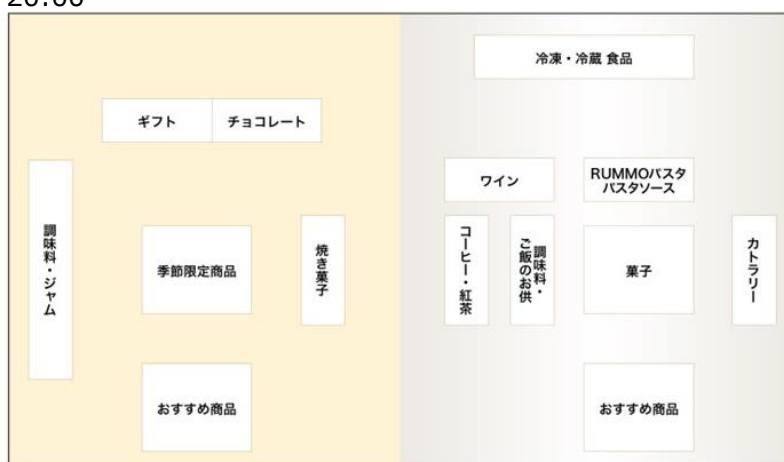 冷凍・冷蔵 食品
ギフト
チョコレート
ワイン
RUMMOパスタ
パスタソース
調味料・ジャム
季節限定商品
焼き菓子
コーヒー・紅茶
調味料・
ご飯のお供
菓子
カトラリー
おすすめ商品
おすすめ商品